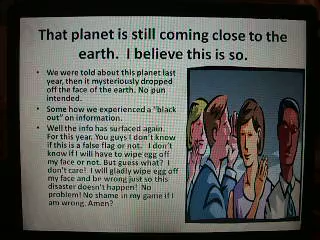 That planet is still coming close to the
earth. I believe this is so.
• We were told about this planet last
year, then it mysteriously dropped
off the face of the earth. No pun
intended.
• Some how we experienced a "black
out" on information.
• Well the info has surfaced again.
For this year. You guys I don't know
if this is a false flag or not. I don't
know if I will have to wipe egg off
my face or not. But guess what? I
don't care! I will gladly wipe egg off
my face and be wrong just so this
disaster doesn't happen! No
problem! No shame in my game if I
am wrong. Amen?